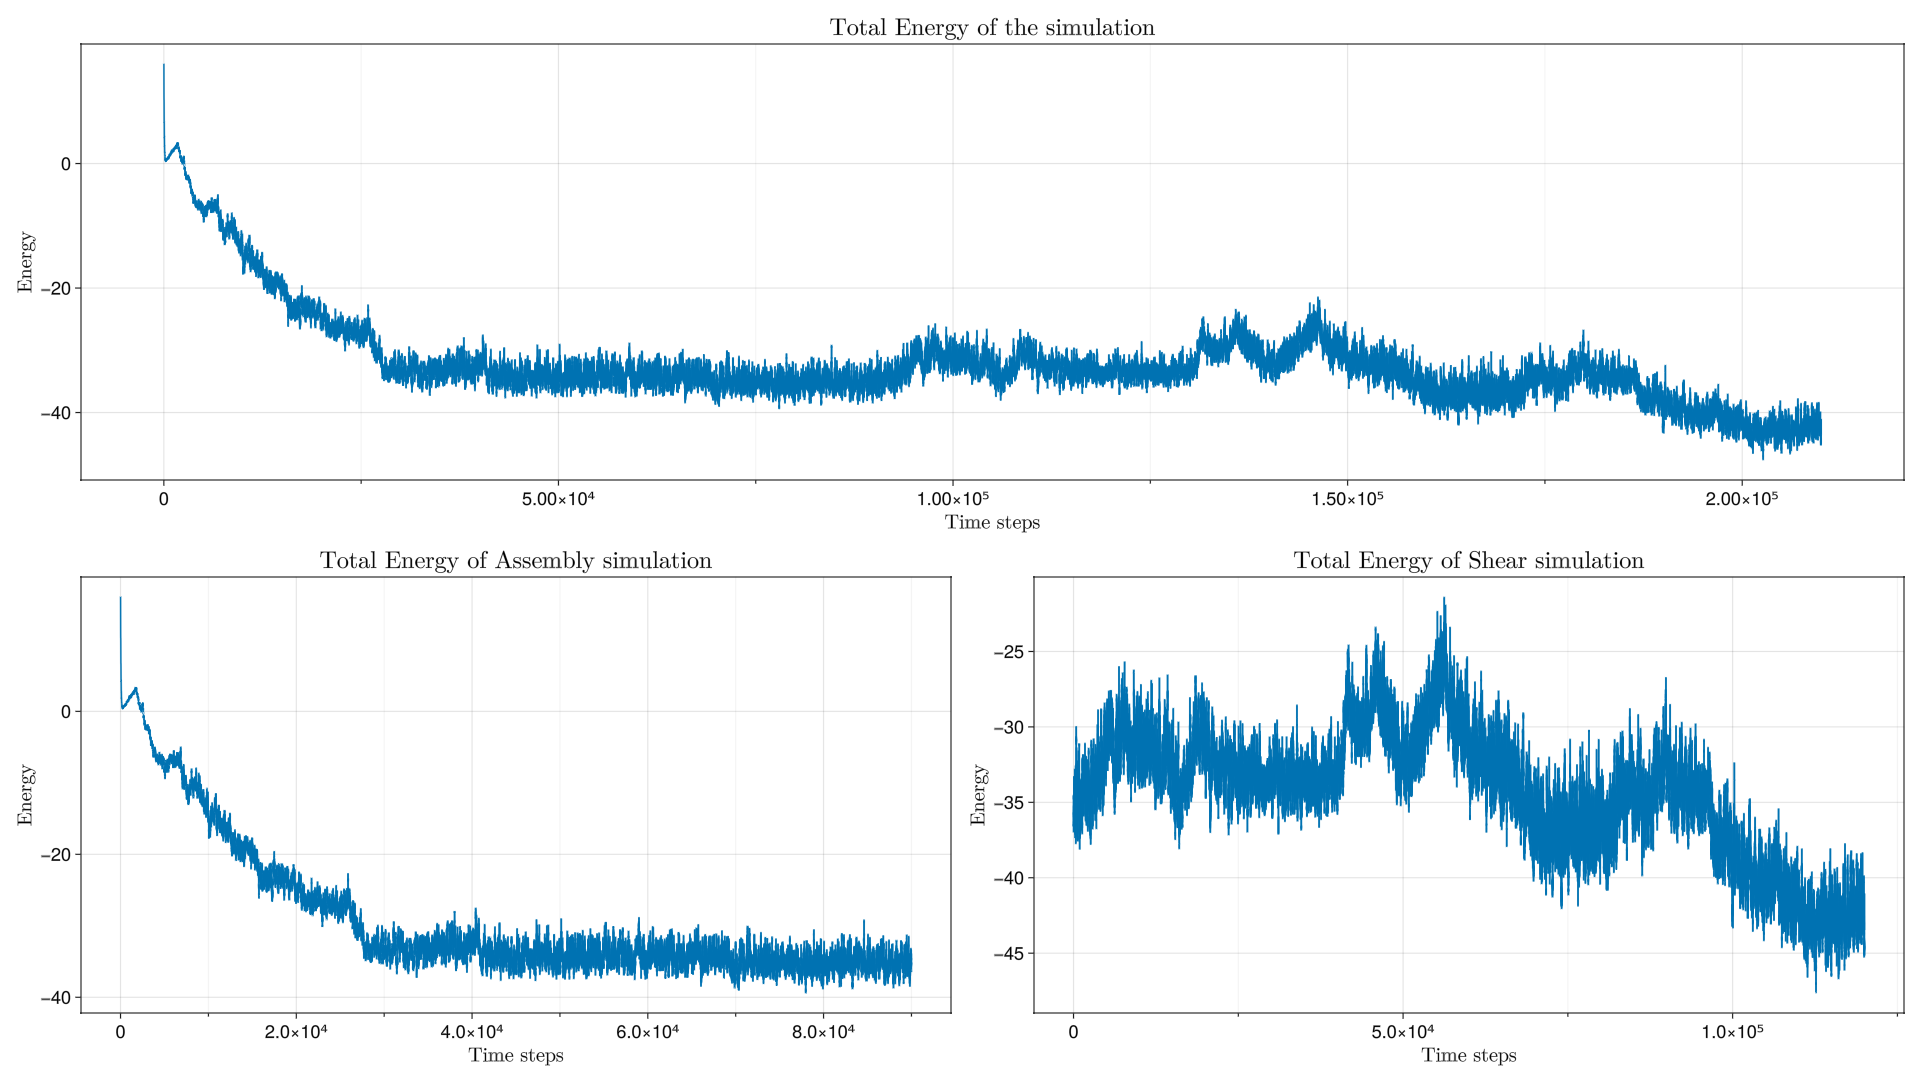 Total Energy of the simulation
Energy
0
−20
−40
0
5.00×10⁴
1.00×10⁵
1.50×10⁵
2.00×10⁵
Time steps
Total Energy of Assembly simulation
Energy
0
−20
−40
0
2.0×10⁴
4.0×10⁴
6.0×10⁴
8.0×10⁴
Time steps
Total Energy of Shear simulation
Energy
−25
−30
−35
−40
−45
0
5.0×10⁴
1.0×10⁵
Time steps